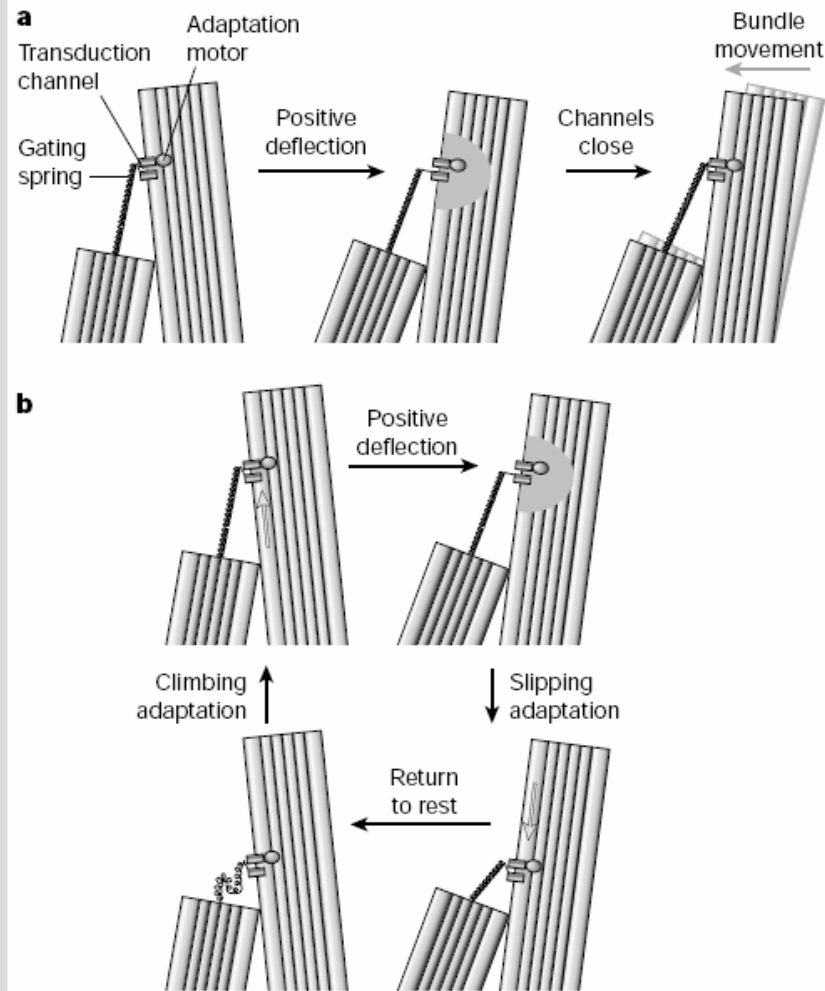 a
Transduction
channel
Adaptation
motor
Gating
spring
Positive
deflection
Channels
close
Bundle
movement
b
Positive
deflection
Climbing
adaptation
Slipping
adaptation
Return
to rest